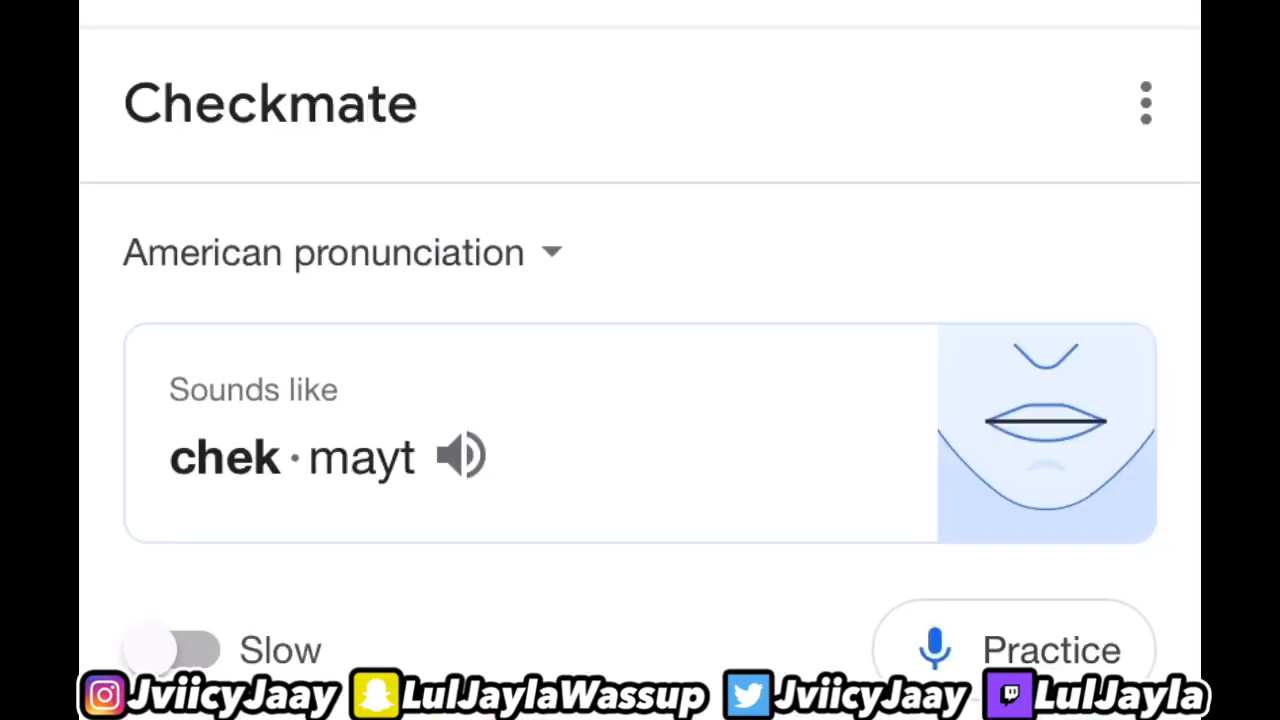 Checkmate
American pronunciation
Sounds like
chek · mayt
Slow
Practice
JviicyJaay LulJaylaWassup JviicyJaay LulJayla